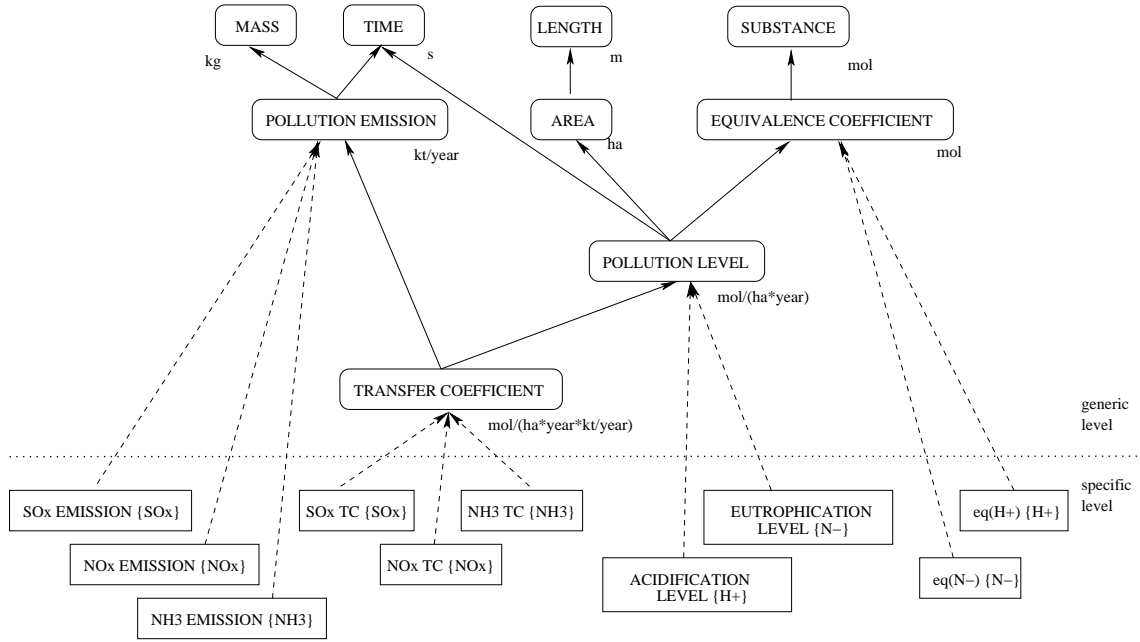 MASS
TIME
LENGTH
SUBSTANCE
kg
s
m
mol
POLLUTION EMISSION
AREA
EQUIVALENCE COEFFICIENT
kt/year
ha
mol
POLLUTION LEVEL
mol/(ha*year)
TRANSFER COEFFICIENT
mol/(ha*year*kt/year)
generic
level
specific
level
SOx EMISSION {SOx}
SOx TC {SOx}
NH3 TC {NH3}
EUTROPHICATION
LEVEL {N−}
eq(H+) {H+}
NOx EMISSION {NOx}
NOx TC {NOx}
ACIDIFICATION
LEVEL {H+}
eq(N−) {N−}
NH3 EMISSION {NH3}